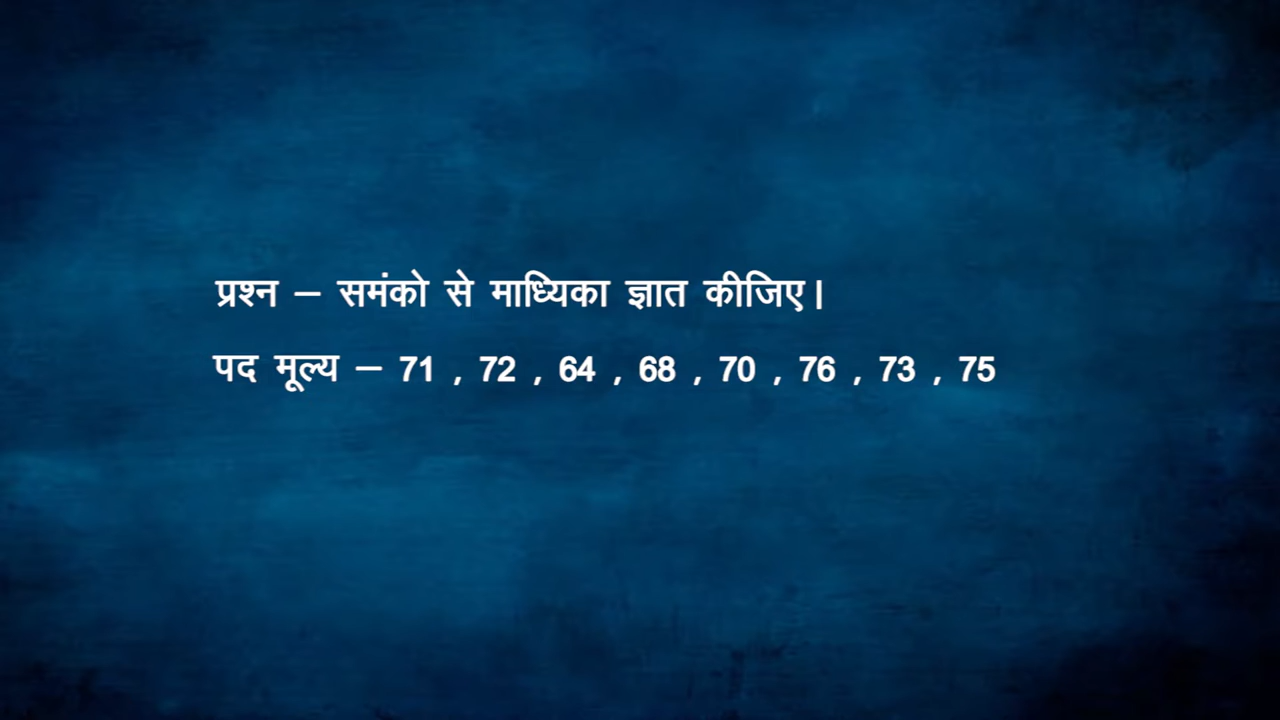 प्रश्न – समंको से माध्यिका ज्ञात कीजिए।
पद मूल्य – 71 , 72 , 64 , 68 , 70 , 76 , 73 , 75